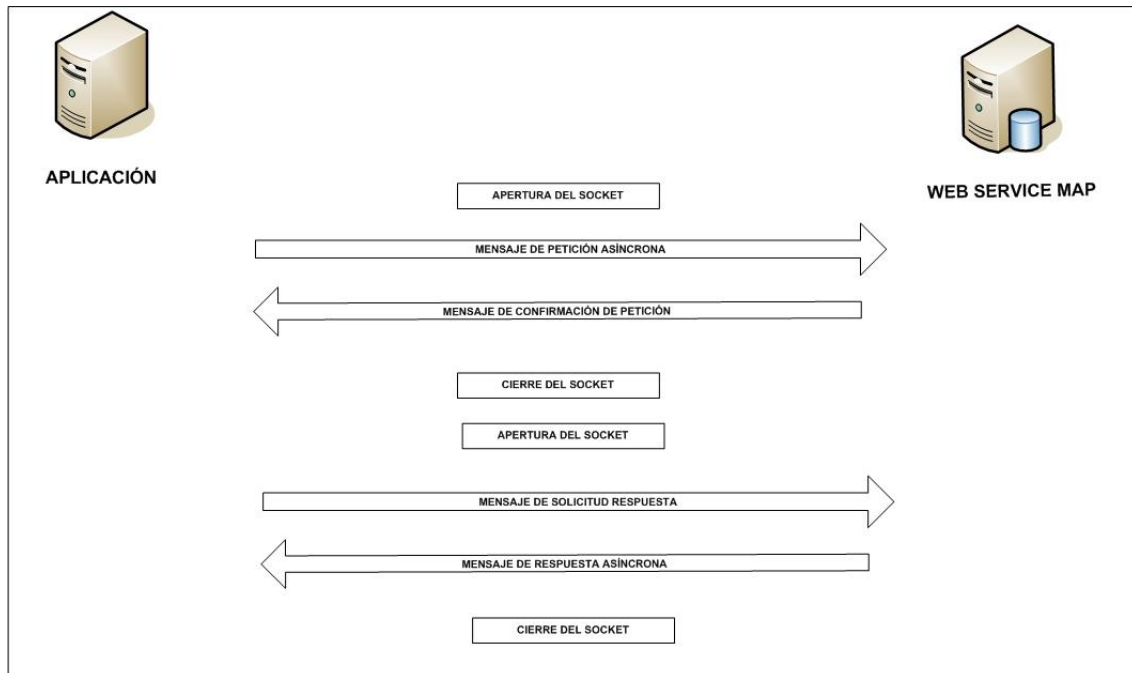 APLICACIÓN
WEB SERVICE MAP
APERTURA DEL SOCKET
MENSAJE DE PETICIÓN ASÍNCRONA
MENSAJE DE CONFIRMACIÓN DE PETICIÓN
CIERRE DEL SOCKET
APERTURA DEL SOCKET
MENSAJE DE SOLICITUD RESPUESTA
MENSAJE DE RESPUESTA ASÍNCRONA
CIERRE DEL SOCKET